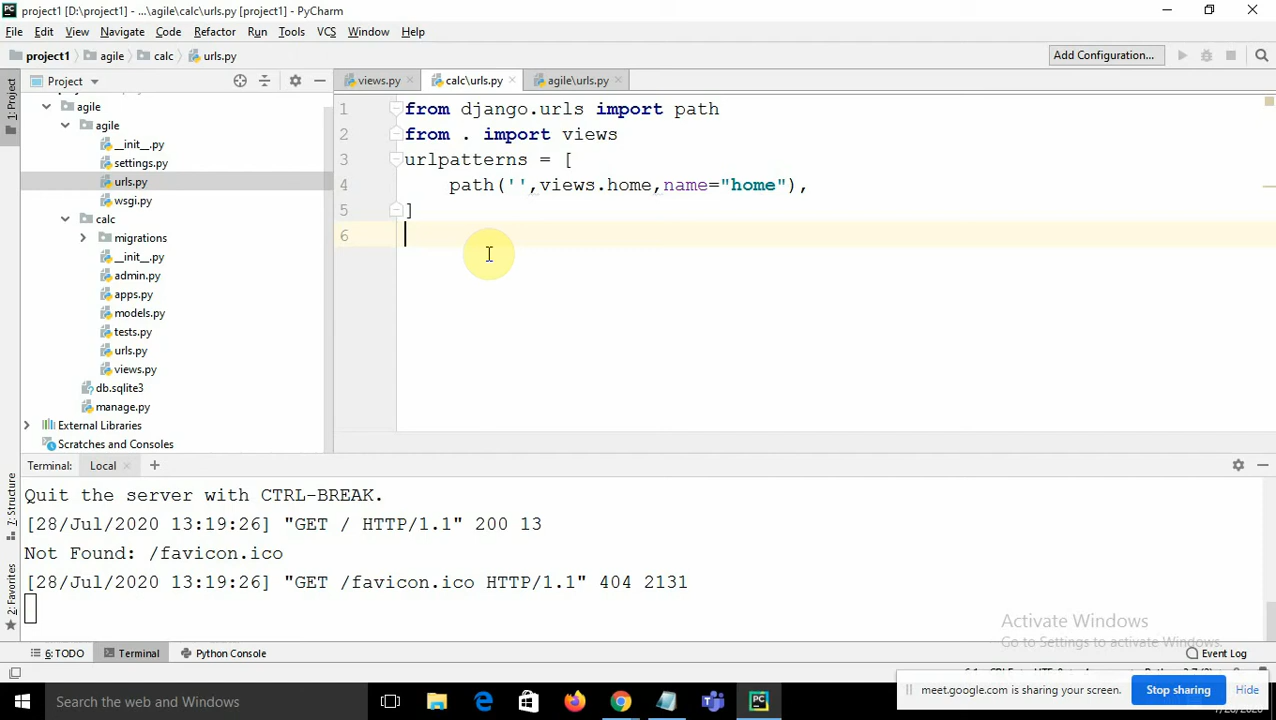 project1 [D:\project1] - ...\agile\calc\urls.py [project1] - PyCharm
File Edit View Navigate Code Refactor Run Tools VCS Window Help
project1 agile calc urls.py Add Configuration...
1: Project
Project
views.py calc\urls.py agile\urls.py
agile
agile
__init__.py
settings.py
urls.py
wsgi.py
calc
migrations
__init__.py
admin.py
apps.py
models.py
tests.py
urls.py
views.py
db.sqlite3
manage.py
External Libraries
Scratches and Consoles
1 from django.urls import path
2 from . import views
3 urlpatterns = [
4 path('',views.home,name="home"),
5 ]
6
Terminal: Local
Z: Structure
2: Favorites
Quit the server with CTRL-BREAK.
[28/Jul/2020 13:19:26] "GET / HTTP/1.1" 200 13
Not Found: /favicon.ico
[28/Jul/2020 13:19:26] "GET /favicon.ico HTTP/1.1" 404 2131
Activate Windows
Go to Settings to activate Windows.
6: TODO Terminal Python Console Event Log
meet.google.com is sharing your screen. Stop sharing Hide
Search the web and Windows